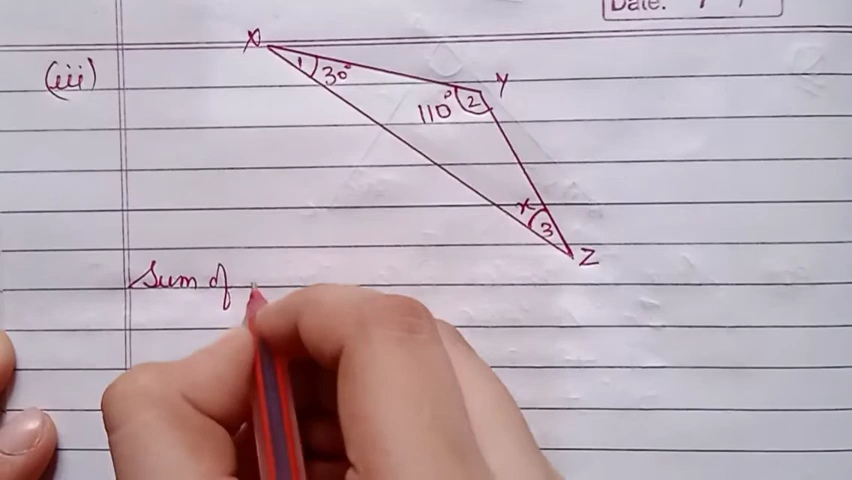 Date:
X
(iii)
1 30°
Y
110° 2
x
3
Z
Sum of